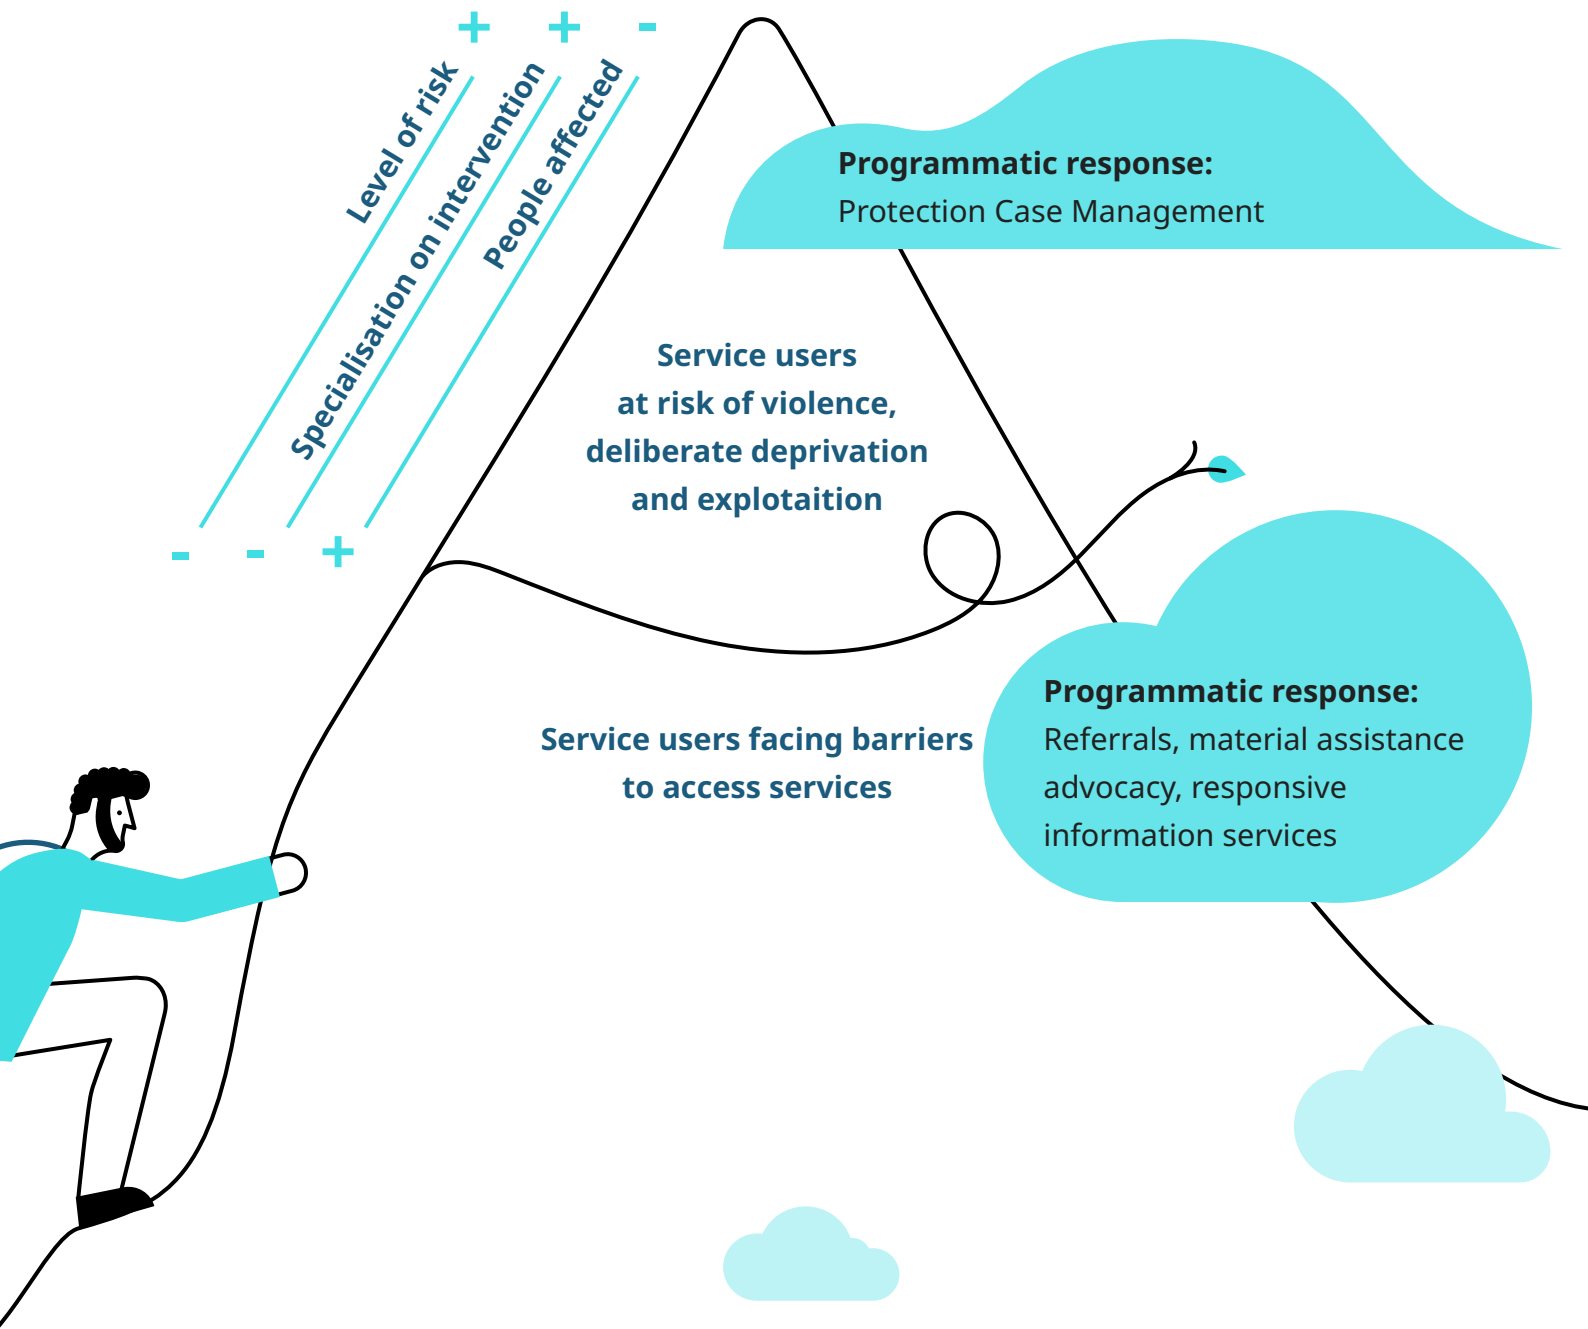 + + -
Level of risk
Specialisation on intervention
People affected
- - +
Programmatic response:
Protection Case Management
Service users
at risk of violence,
deliberate deprivation
and explotaition
Service users facing barriers
to access services
Programmatic response:
Referrals, material assistance
advocacy, responsive
information services